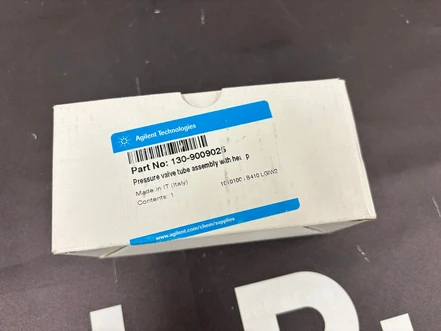 Agilent Technologies
Part No: 130-9009025
Pressure valve tube assembly with
Made in IT (Italy)
Contents: 1
www.agilent.com/chem/supplies